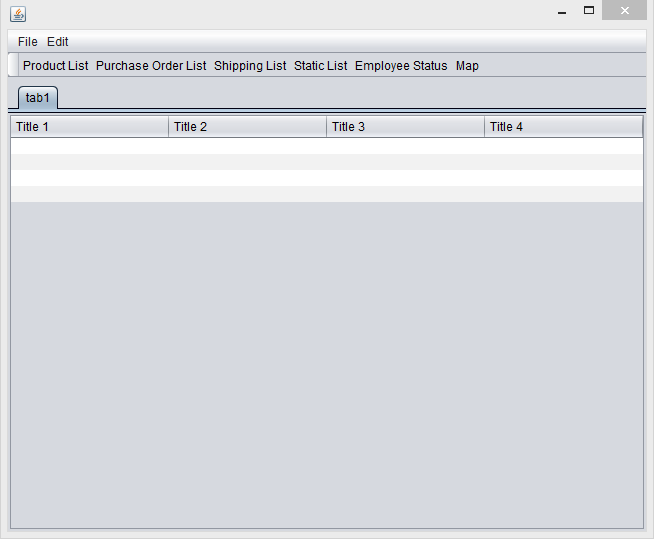 File Edit
Product List Purchase Order List Shipping List Static List Employee Status Map
tab1
Title 1 Title 2 Title 3 Title 4